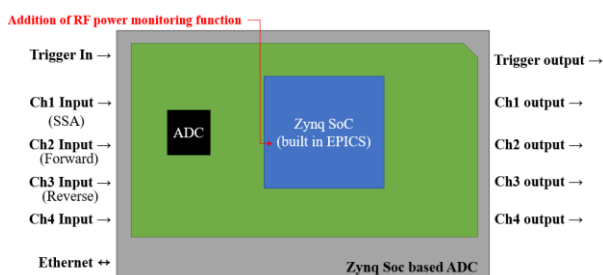 Addition of RF power monitoring function
Trigger In →
Trigger output →
Ch1 Input →
(SSA)
Ch1 output →
Ch2 Input →
(Forward)
Ch2 output →
Ch3 Input →
(Reverse)
Ch3 output →
Ch4 Input →
Ch4 output →
ADC
Zynq SoC
(built in EPICS)
Ethernet ↔
Zynq Soc based ADC